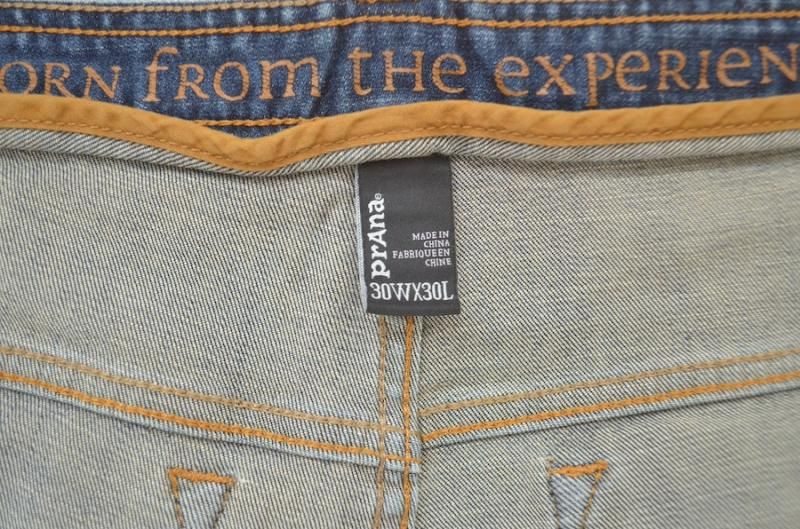 ORN from THE EXPERIEN
prAna®
MADE IN
CHINA
FABRIQUE EN
CHINE
30WX30L